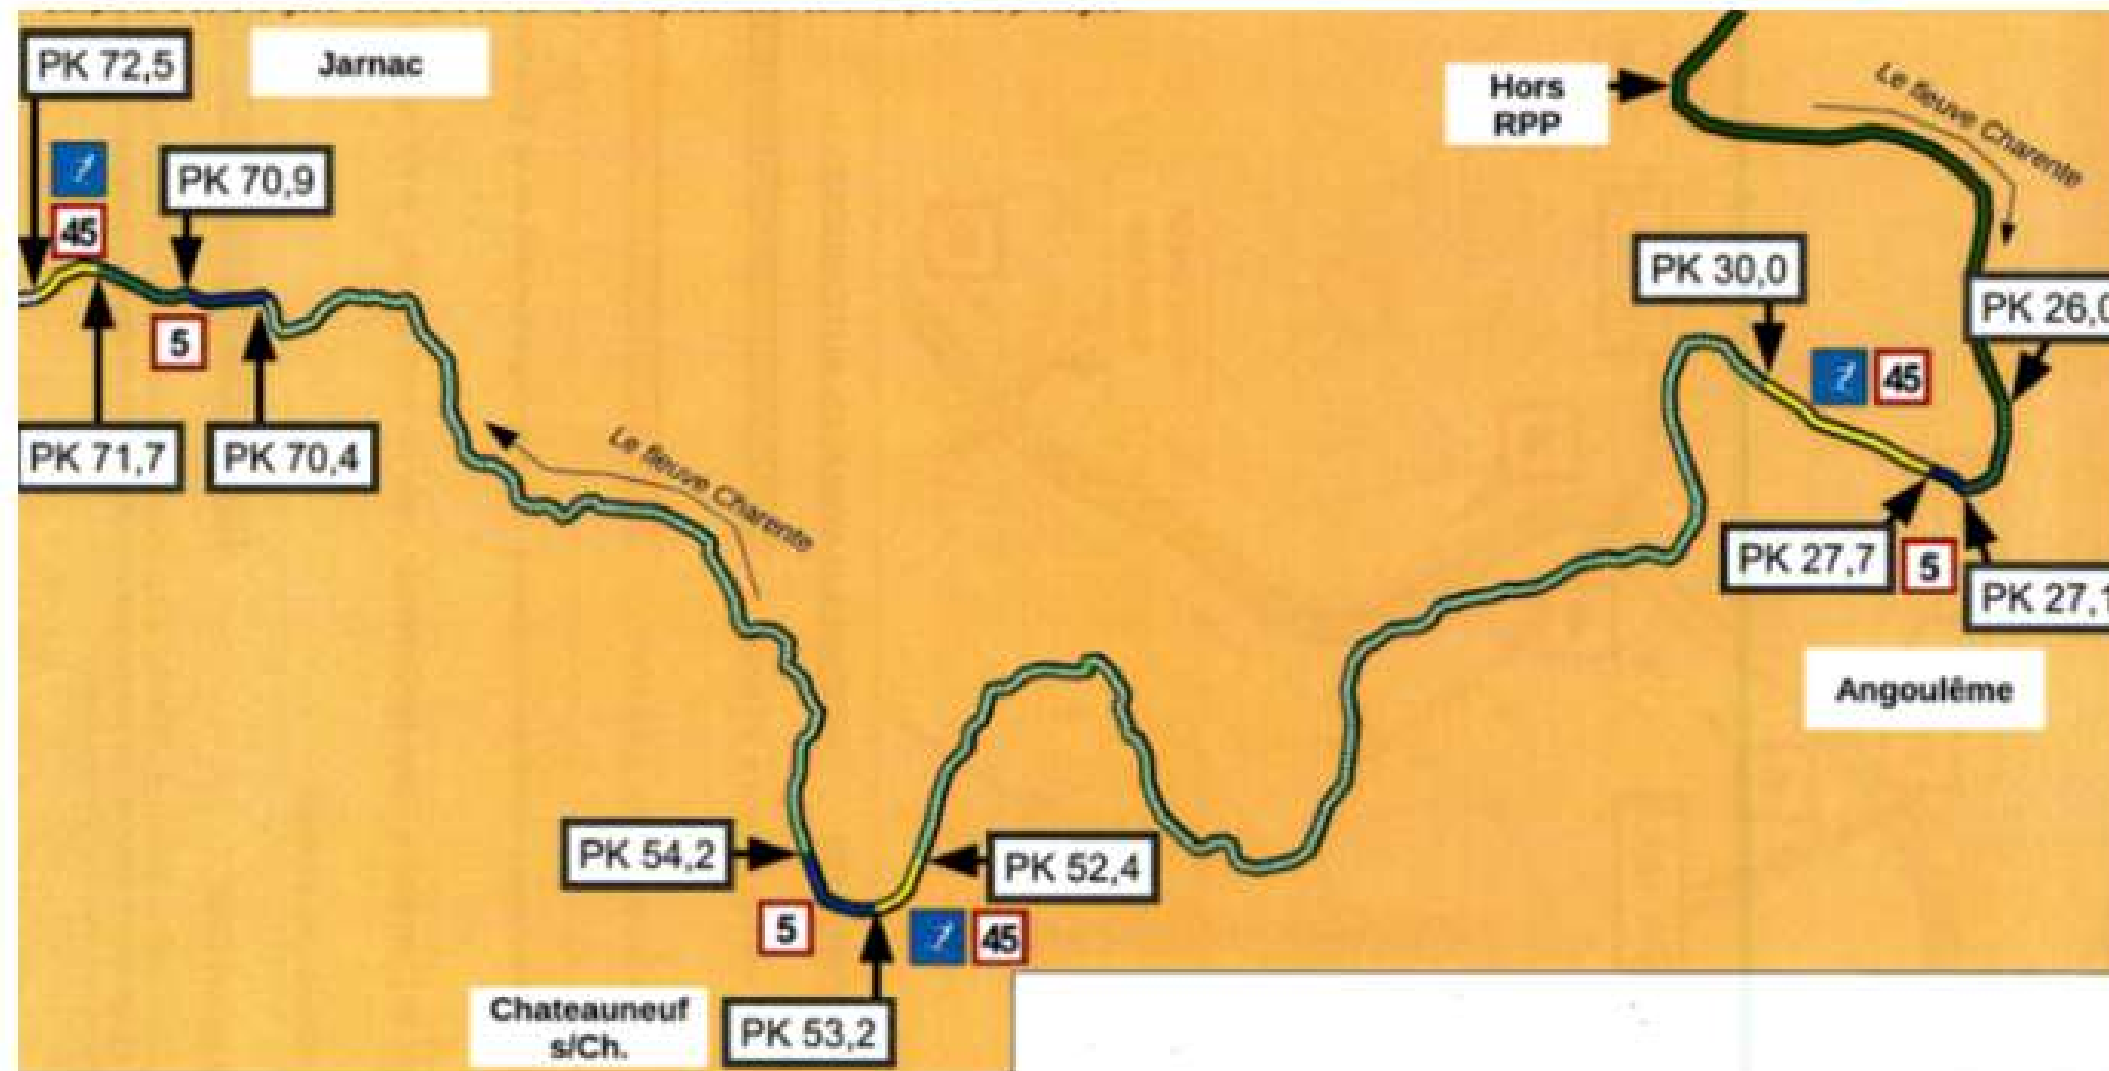 PK 72,5
Jarnac
Hors
RPP
Le fleuve Charente
45
PK 70,9
PK 30,0
PK 26,0
5
45
PK 71,7
PK 70,4
Le fleuve Charente
PK 27,7
5
PK 27,1
Angoulême
PK 54,2
PK 52,4
5
45
Chateauneuf
s/Ch.
PK 53,2